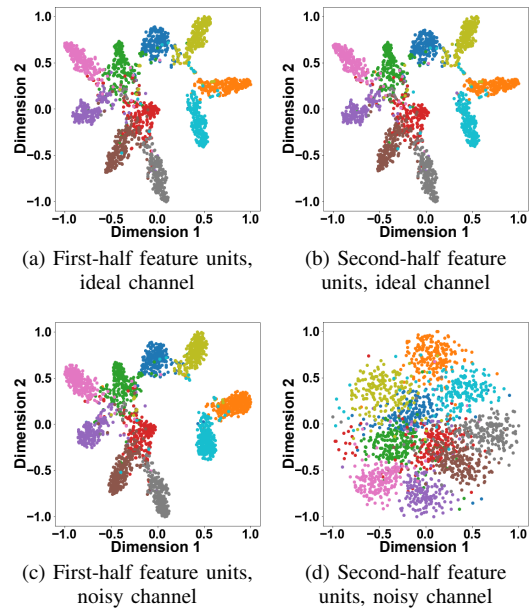 1.0
0.5
0.0
−0.5
−1.0
Dimension 2
−1.0 −0.5 0.0 0.5 1.0
Dimension 1
(a) First-half feature units,
ideal channel
1.0
0.5
0.0
−0.5
−1.0
Dimension 2
−1.0 −0.5 0.0 0.5 1.0
Dimension 1
(b) Second-half feature
units, ideal channel
1.0
0.5
0.0
−0.5
−1.0
Dimension 2
−1.0 −0.5 0.0 0.5 1.0
Dimension 1
(c) First-half feature units,
noisy channel
1.0
0.5
0.0
−0.5
−1.0
Dimension 2
−1.0 −0.5 0.0 0.5 1.0
Dimension 1
(d) Second-half feature
units, noisy channel